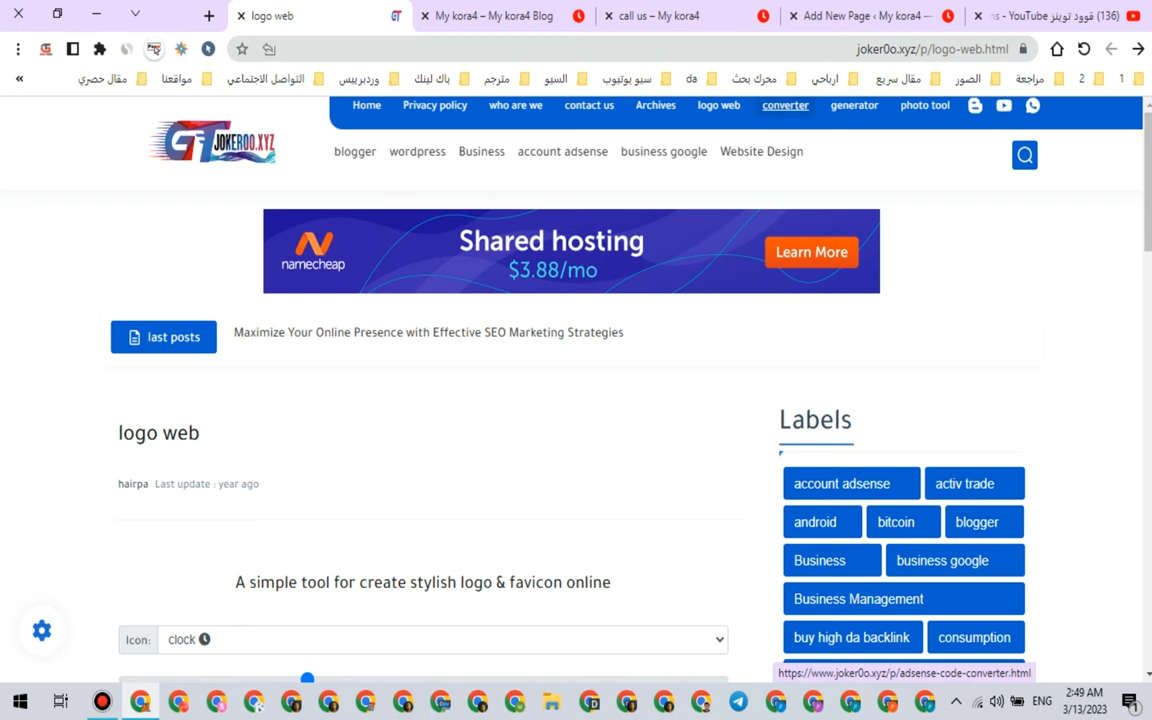 logo web
My kora4 – My kora4 Blog
call us – My kora4
Add New Page ‹ My kora4 —
(136) قوود توينز YouTube - ns
joker0o.xyz/p/logo-web.html
«
مقال حصري
مواقعنا
التواصل الاجتماعي
وردبرييس
باك لينك
مترجم
السيو
سيو يوتيوب
da
محرك بحث
ارباحي
مقال سريع
الصور
مراجعة
2
1
Home Privacy policy who are we contact us Archives logo web converter generator photo tool
GT JOKEROO.XYZ
blogger wordpress Business account adsense business google Website Design
namecheap
Shared hosting
$3.88/mo
Learn More
last posts
Maximize Your Online Presence with Effective SEO Marketing Strategies
logo web
hairpa Last update : year ago
A simple tool for create stylish logo & favicon online
Icon: clock
Labels
account adsense activ trade
android bitcoin blogger
Business business google
Business Management
buy high da backlink consumption
https://www.joker0o.xyz/p/adsense-code-converter.html
ENG
2:49 AM
3/13/2023